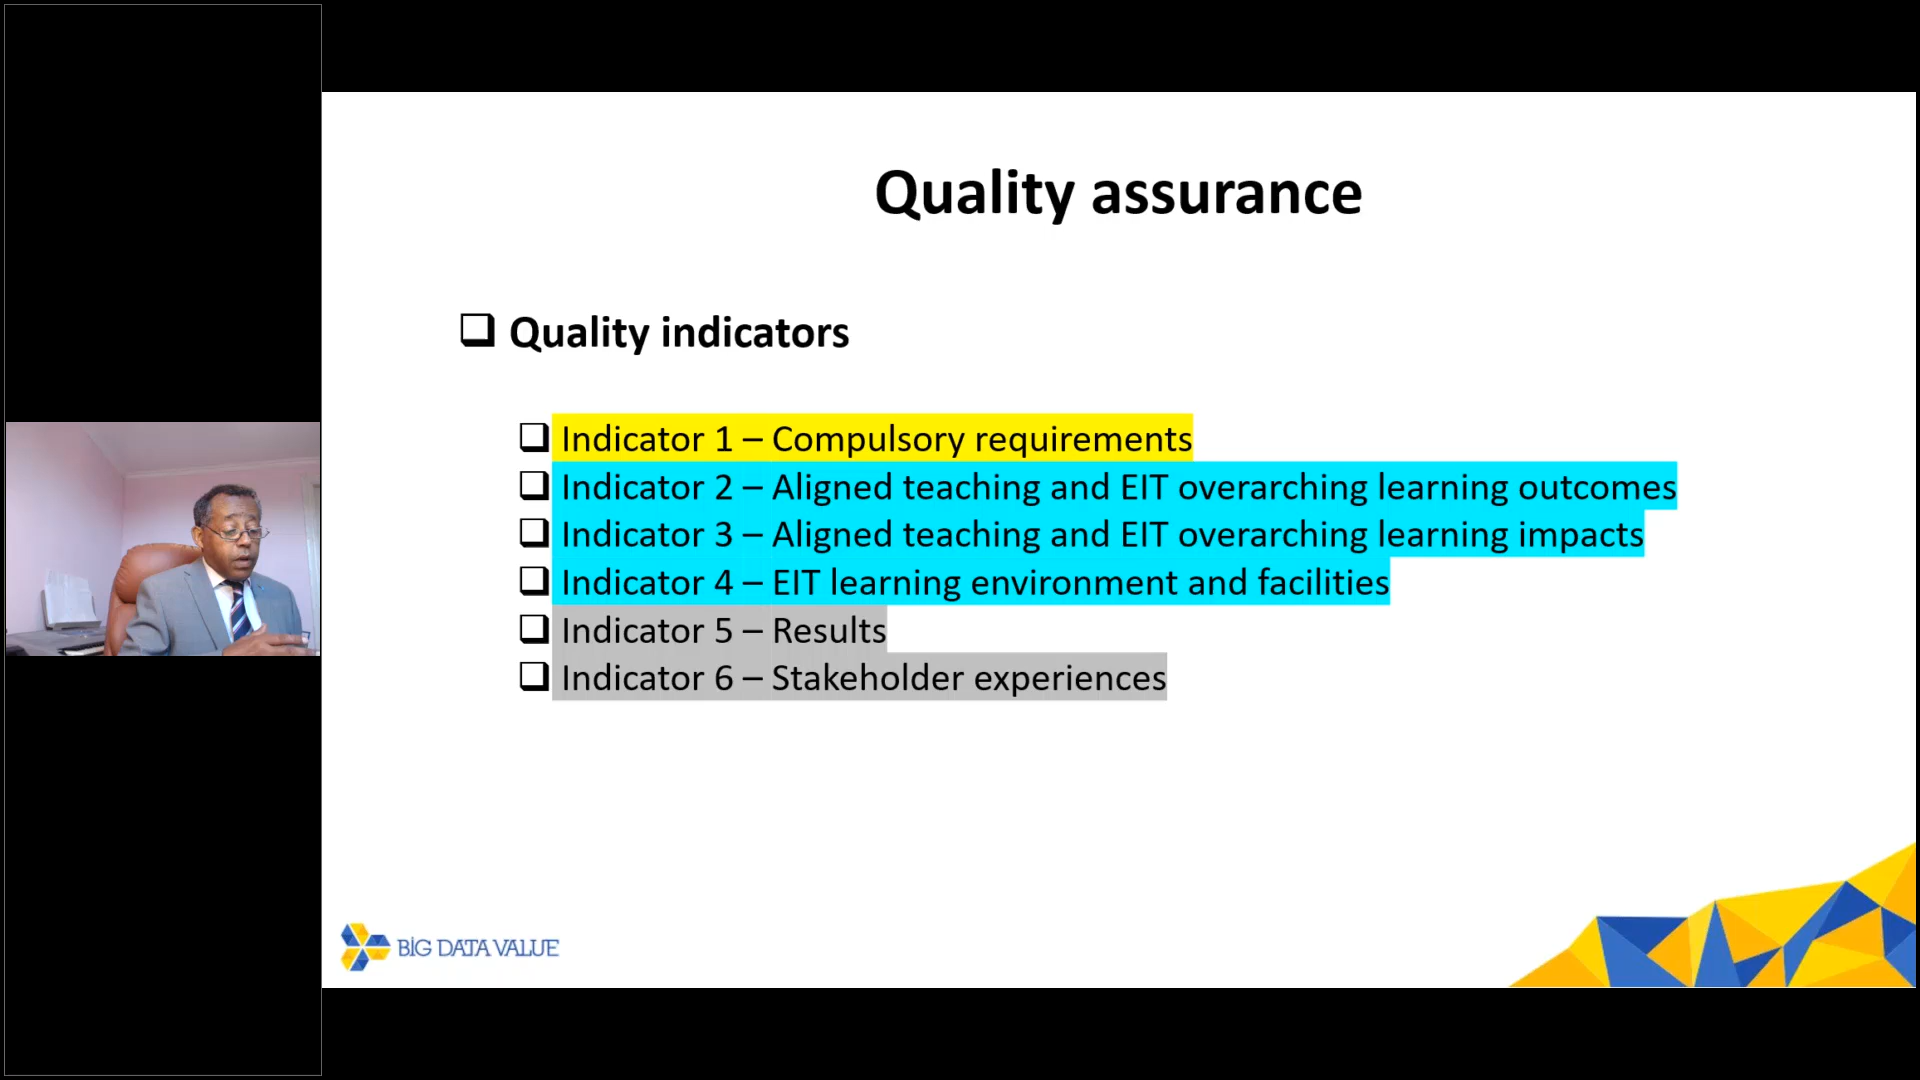 Quality assurance
Quality indicators
Indicator 1 – Compulsory requirements
Indicator 2 – Aligned teaching and EIT overarching learning outcomes
Indicator 3 – Aligned teaching and EIT overarching learning impacts
Indicator 4 – EIT learning environment and facilities
Indicator 5 – Results
Indicator 6 – Stakeholder experiences
BIG DATA VALUE